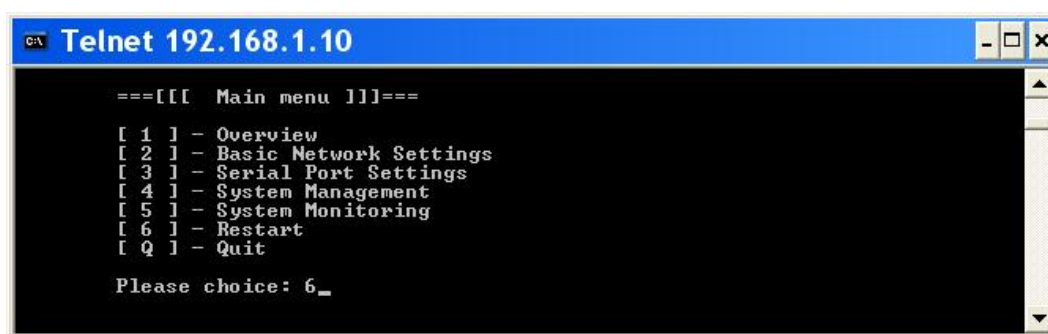 Telnet 192.168.1.10
===[[[ Main menu ]]]===
[ 1 ] - Overview
[ 2 ] - Basic Network Settings
[ 3 ] - Serial Port Settings
[ 4 ] - System Management
[ 5 ] - System Monitoring
[ 6 ] - Restart
[ Q ] - Quit
Please choice: 6_